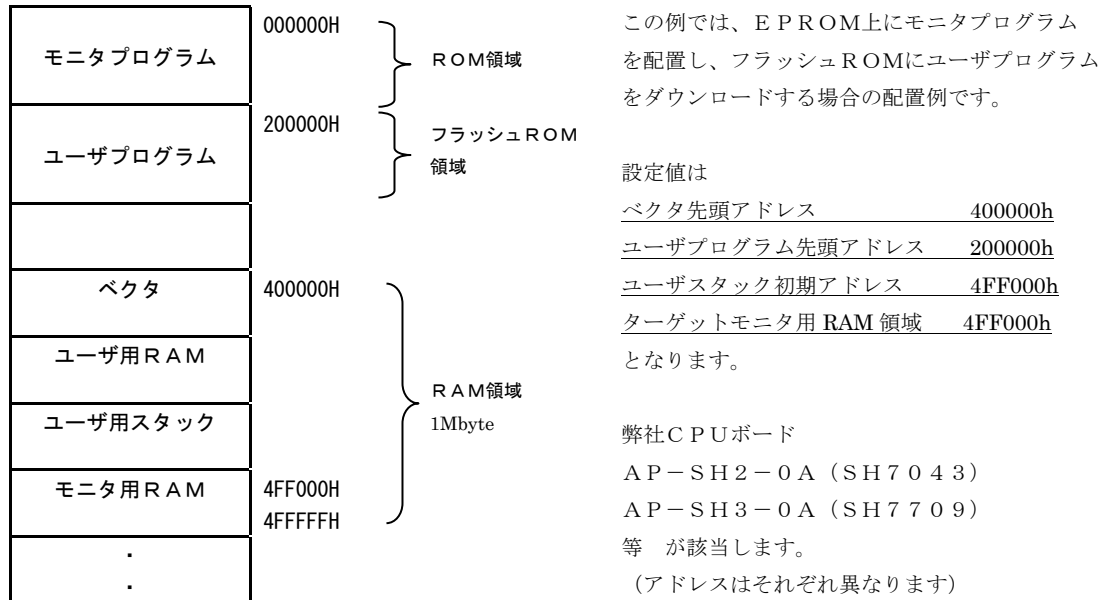 モニタプログラム
000000H
ROM領域
ユーザプログラム
200000H
フラッシュROM
領域
ベクタ
400000H
ユーザ用RAM
RAM領域
1Mbyte
ユーザ用スタック
モニタ用RAM
4FF000H
4FFFFFH
・
・
この例では、EPROM上にモニタプログラム
を配置し、フラッシュROMにユーザプログラム
をダウンロードする場合の配置例です。
設定値は
ベクタ先頭アドレス 400000h
ユーザプログラム先頭アドレス 200000h
ユーザスタック初期アドレス 4FF000h
ターゲットモニタ用 RAM 領域 4FF000h
となります。
弊社CPUボード
AP-SH2-0A(SH7043)
AP-SH3-0A(SH7709)
等 が該当します。
(アドレスはそれぞれ異なります)